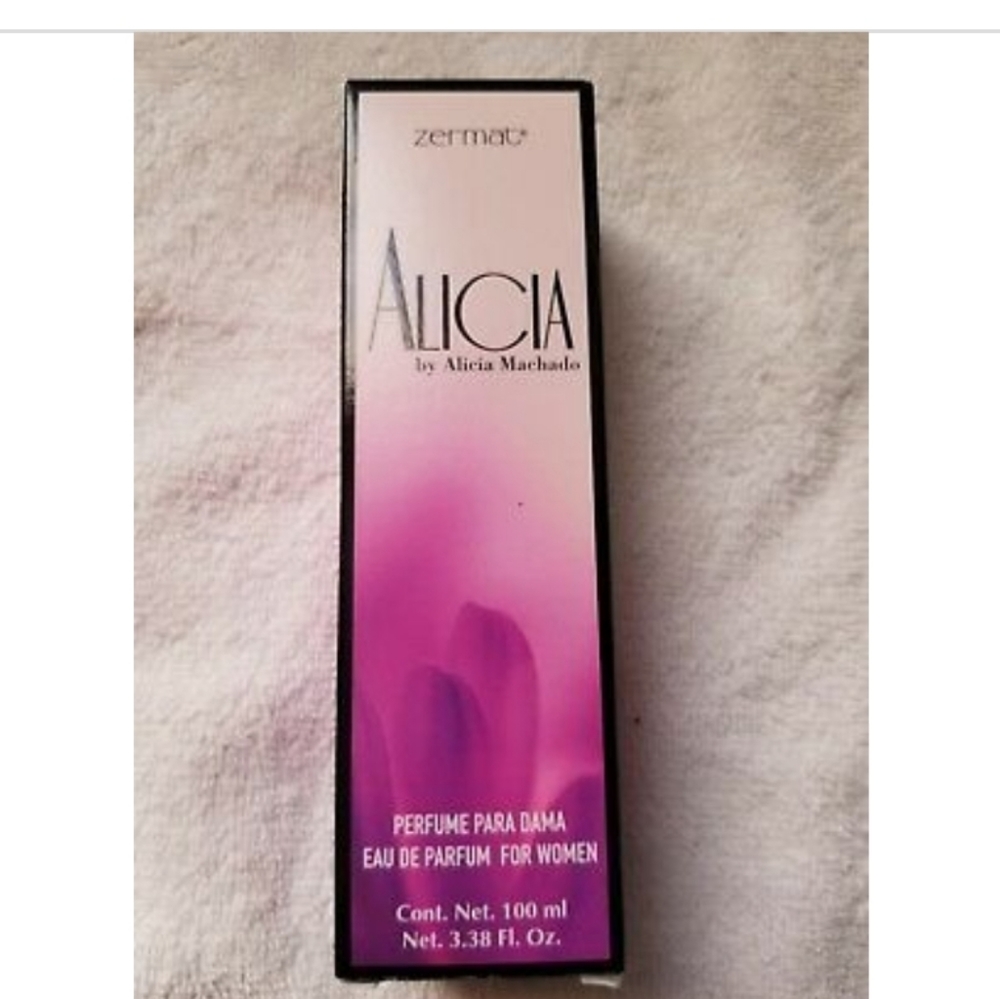 zermat®
ALICIA
by Alicia Machado
PERFUME PARA DAMA
EAU DE PARFUM FOR WOMEN
Cont. Net. 100 ml
Net. 3.38 Fl. Oz.